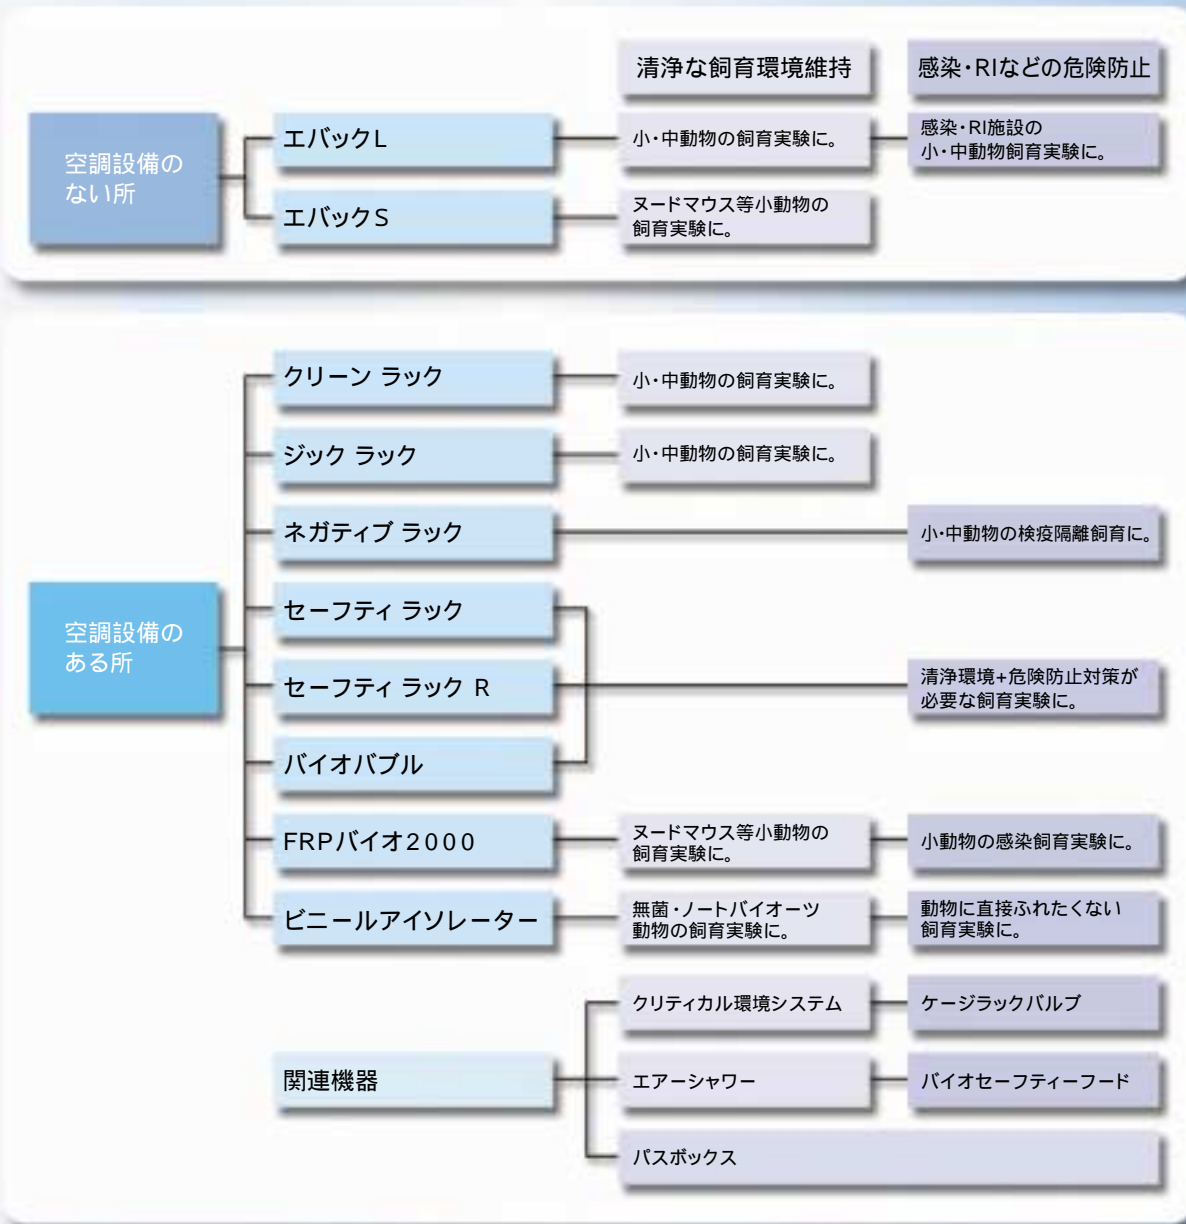 清浄な飼育環境維持
感染・RIなどの危険防止
空調設備の
ない所
エバックL
小・中動物の飼育実験に。
感染・RI施設の
小・中動物飼育実験に。
エバックS
ヌードマウス等小動物の
飼育実験に。
空調設備の
ある所
クリーン ラック
小・中動物の飼育実験に。
ジック ラック
小・中動物の飼育実験に。
ネガティブ ラック
小・中動物の検疫隔離飼育に。
セーフティ ラック
セーフティ ラック R
清浄環境+危険防止対策が
必要な飼育実験に。
バイオバブル
FRPバイオ2000
ヌードマウス等小動物の
飼育実験に。
小動物の感染飼育実験に。
ビニールアイソレーター
無菌・ノートバイオーツ
動物の飼育実験に。
動物に直接ふれたくない
飼育実験に。
関連機器
クリティカル環境システム
ケージラックバルブ
エアーシャワー
バイオセーフティーフード
パスボックス